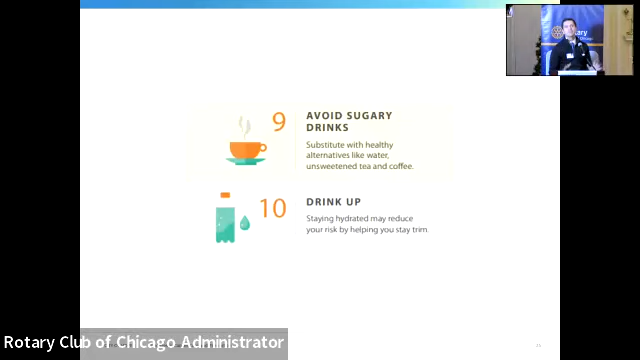 9
AVOID SUGARY
DRINKS
Substitute with healthy
alternatives like water,
unsweetened tea and coffee.
10
DRINK UP
Staying hydrated may reduce
your risk by helping you stay trim.
Rotary
Rotary Club of Chicago Administrator